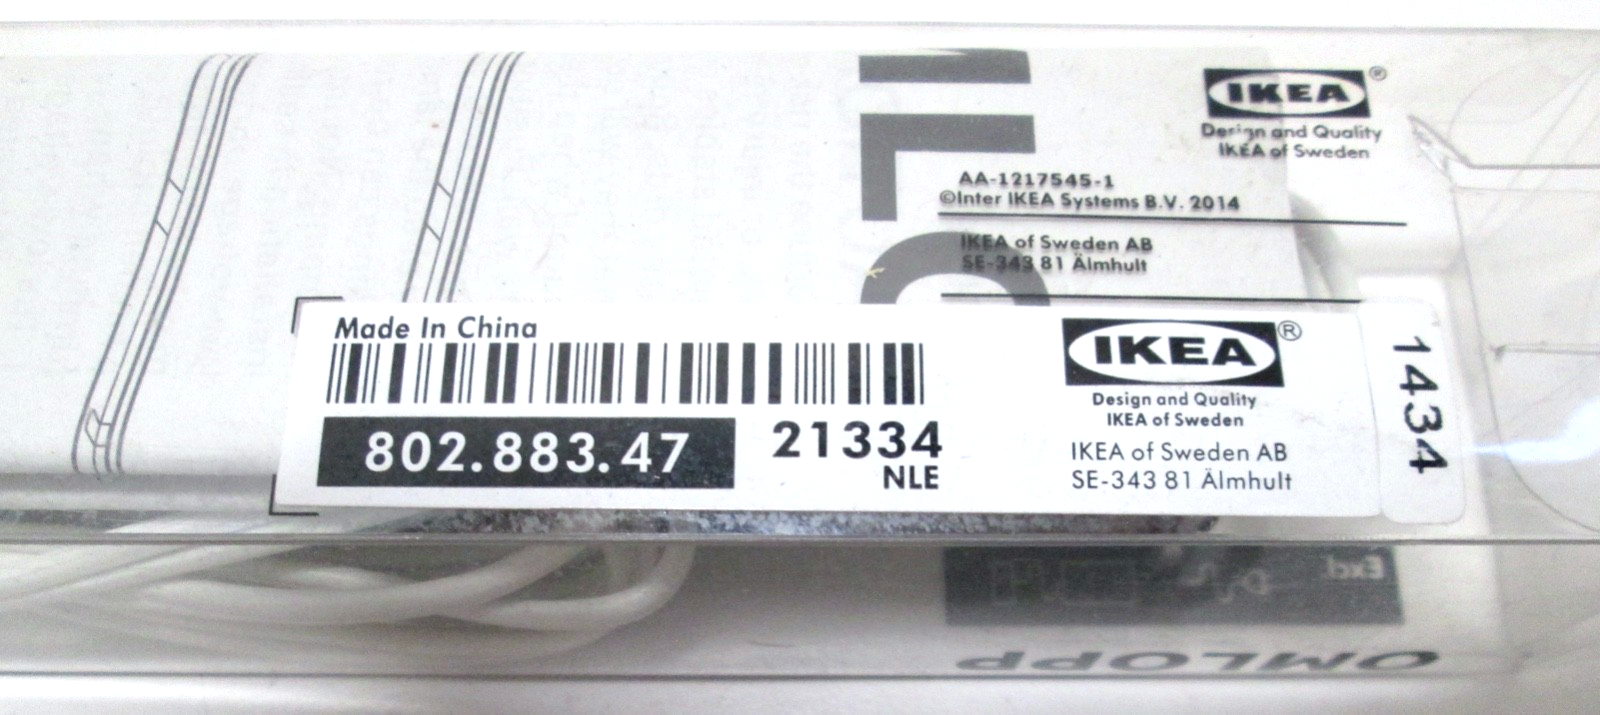 IKEA®
Design and Quality
IKEA of Sweden
AA-1217545-1
©Inter IKEA Systems B.V. 2014
IKEA of Sweden AB
SE-343 81 Älmhult
Made In China
802.883.47
21334
NLE
IKEA®
Design and Quality
IKEA of Sweden
IKEA of Sweden AB
SE-343 81 Älmhult
1434
Excl.
OMLOPP